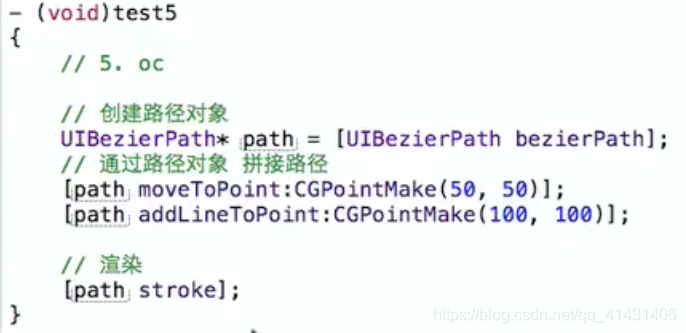 - (void)test5
{
// 5. oc
// 创建路径对象
UIBezierPath* path = [UIBezierPath bezierPath];
// 通过路径对象 拼接路径
[path moveToPoint:CGPointMake(50, 50)];
[path addLineToPoint:CGPointMake(100, 100)];
// 渲染
[path stroke];
}
https://blog.csdn.net/qq_41431406